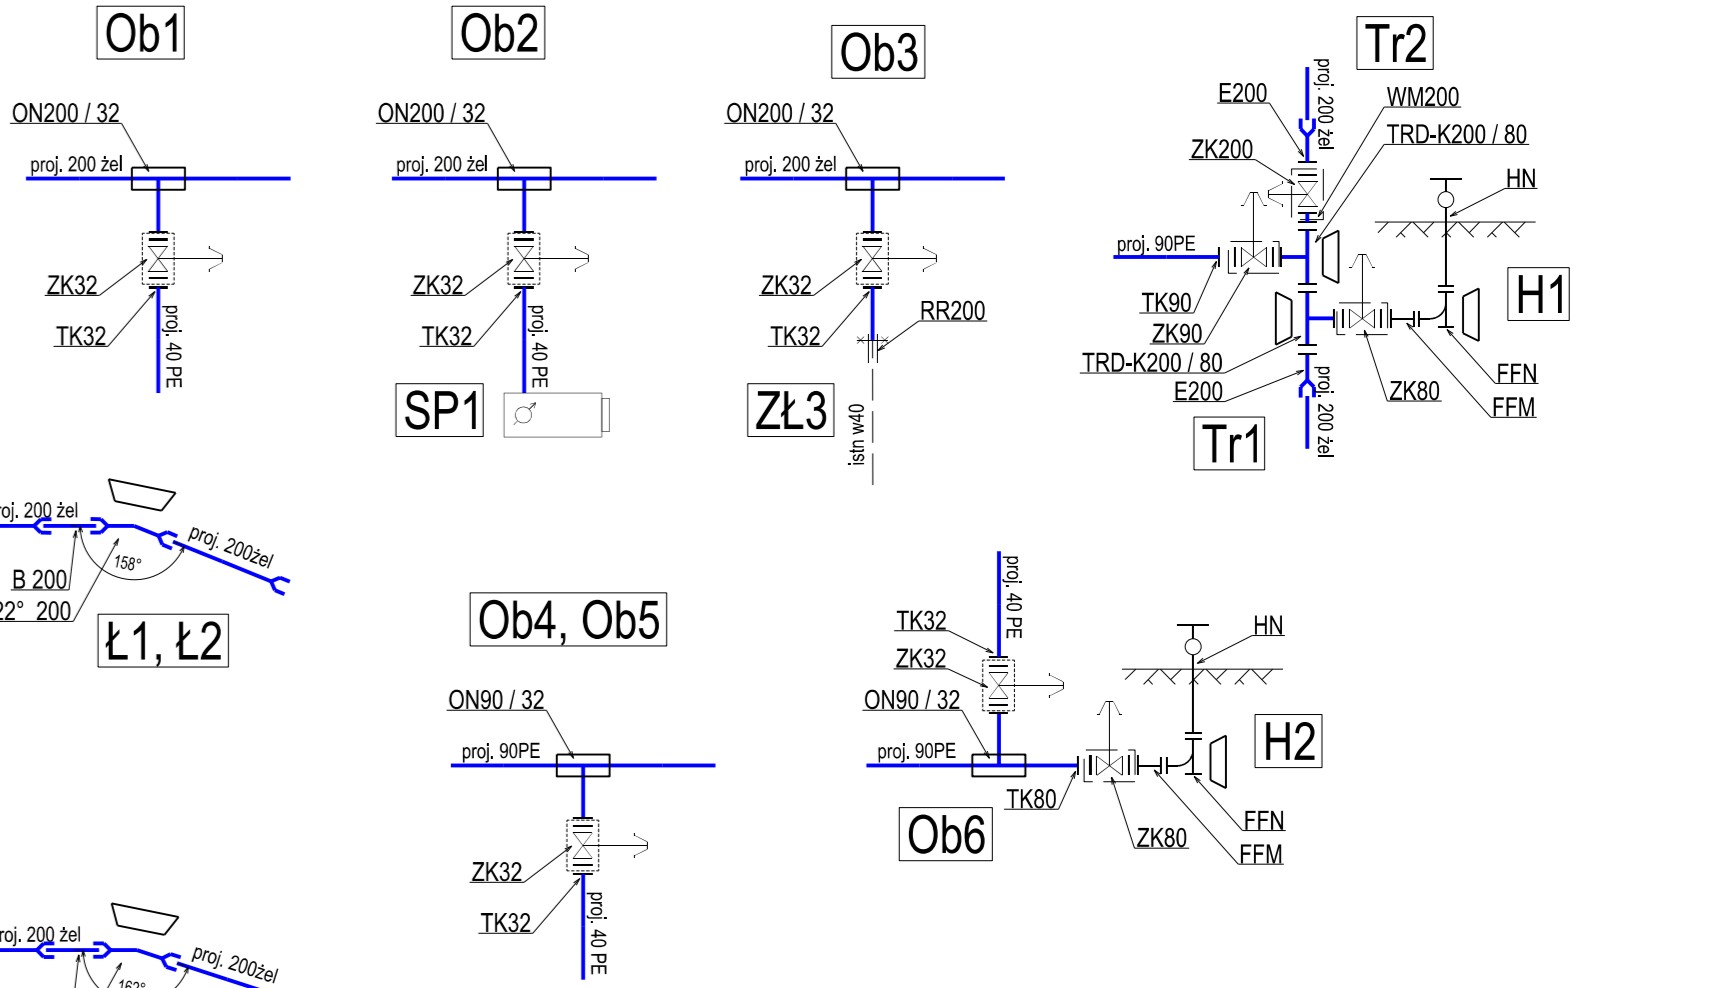 Ob1
ON200 / 32
proj. 200 żel
ZK32
TK32
proj. 40 PE
Ob2
ON200 / 32
proj. 200 żel
ZK32
TK32
proj. 40 PE
SP1
Ob3
ON200 / 32
proj. 200 żel
ZK32
TK32
RR200
ZŁ3
istn w40
Tr2
proj. 200 żel
E200
WM200
TRD-K200 / 80
ZK200
HN
proj. 90PE
TK90
ZK90
H1
TRD-K200 / 80
E200
proj. 200 żel
ZK80
FFN
FFM
Tr1
roj. 200 żel
proj. 200żel
158°
B 200
22° 200
Ł1, Ł2
Ob4, Ob5
ON90 / 32
proj. 90PE
ZK32
TK32
proj. 40 PE
proj. 40 PE
TK32
ZK32
ON90 / 32
proj. 90PE
HN
H2
TK80
Ob6
ZK80
FFN
FFM
roj. 200 żel
proj. 200żel
162°